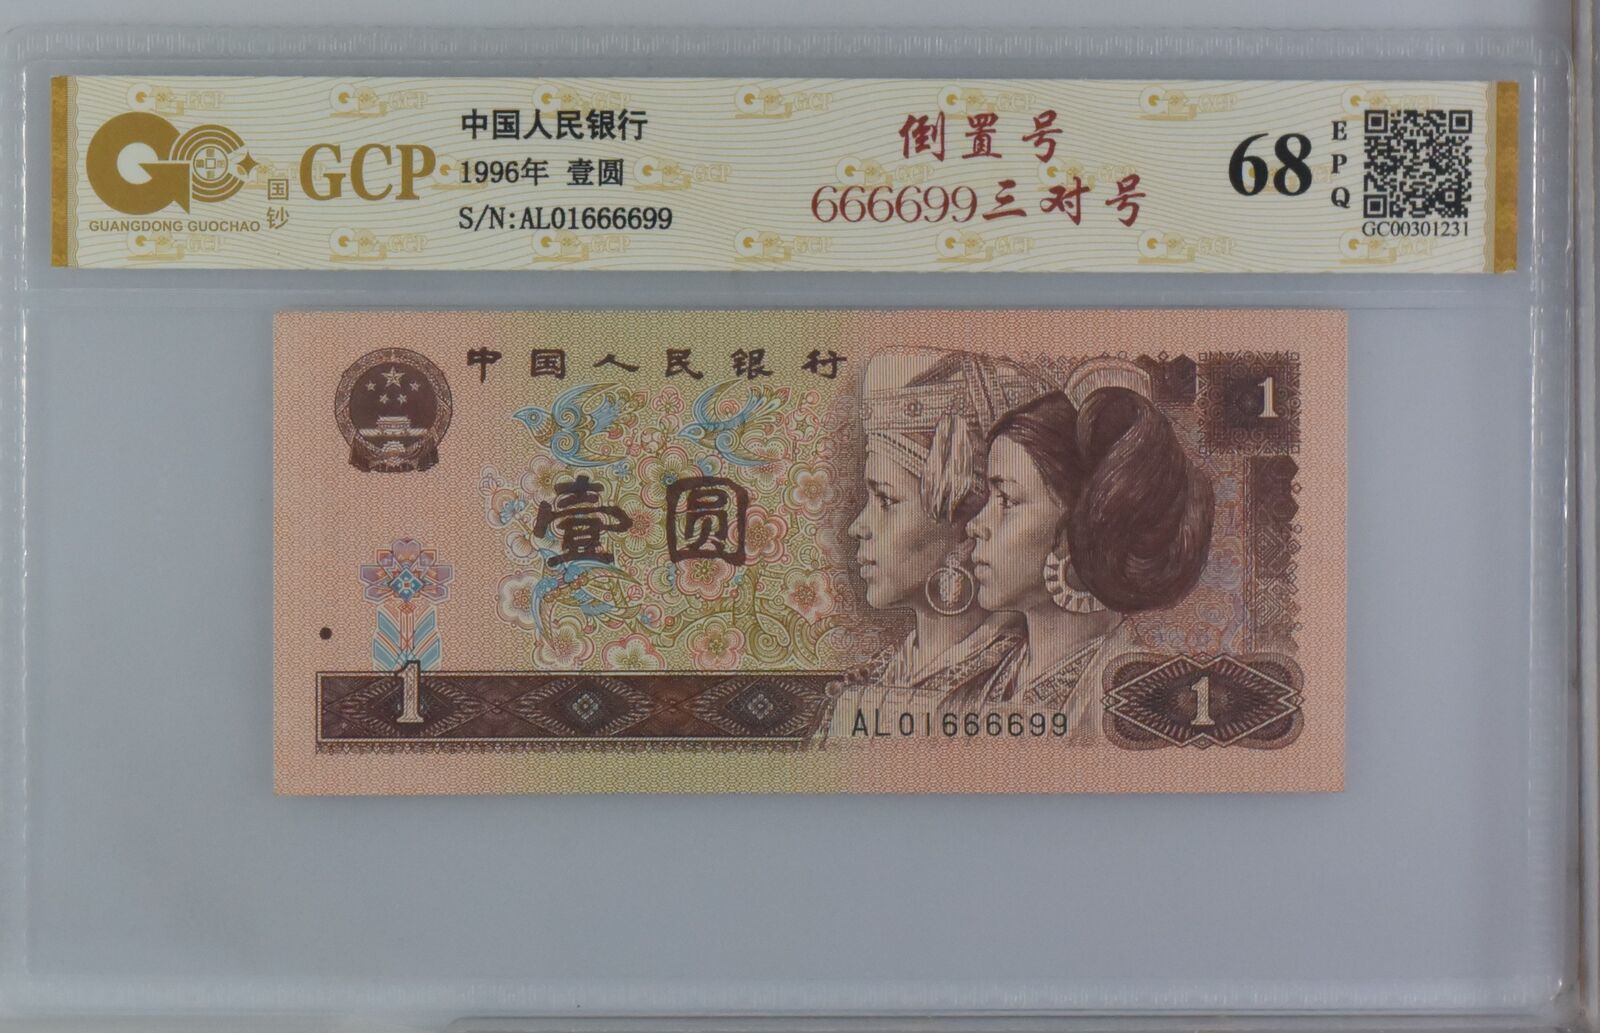 GCP
国钞
GUANGDONG GUOCHAO
中国人民银行
1996年 壹圆
S/N:AL01666699
倒置号
666699三对号
68
EPQ
GC00301231
中国人民银行
1
壹圆
1
AL01666699
1